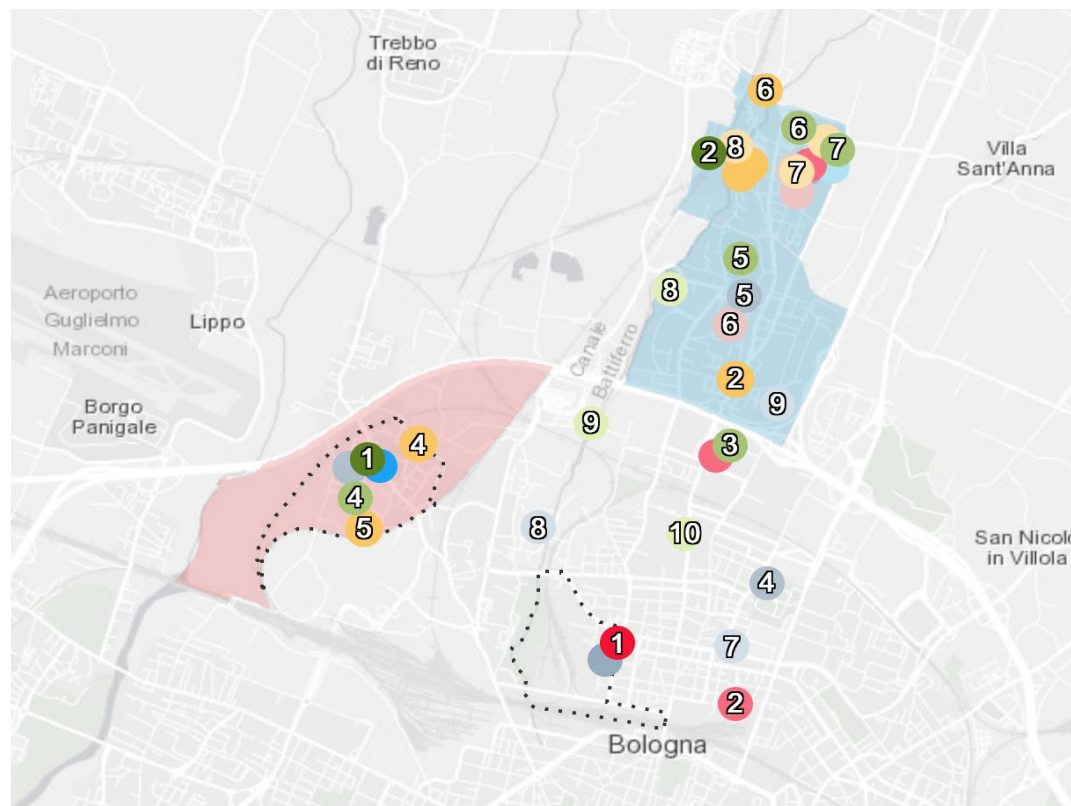 Trebbo
di Reno
6
6
7
2
8
7
Villa
Sant'Anna
5
8
5
Aeroporto
Guglielmo
Marconi
Lippo
6
Canale
Battiferro
2
9
Borgo
Panigale
9
4
3
1
4
5
8
10
San Nicolo
in Villola
4
1
7
2
Bologna